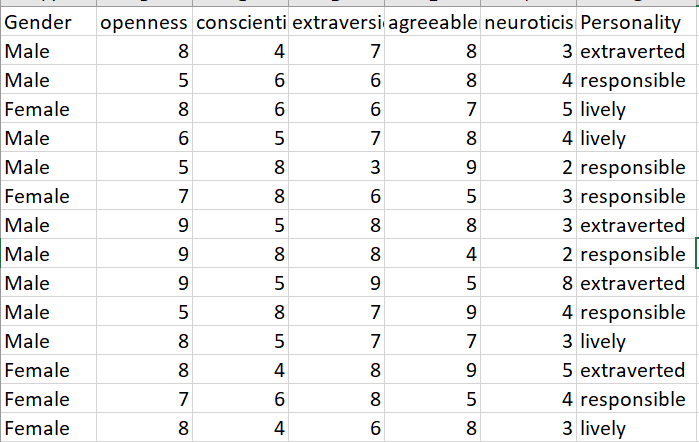 Gender openness conscienti extraversi agreeable neuroticis Personality
Male 8 4 7 8 3 extraverted
Male 5 6 6 8 4 responsible
Female 8 6 6 7 5 lively
Male 6 5 7 8 4 lively
Male 5 8 3 9 2 responsible
Female 7 8 6 5 3 responsible
Male 9 5 8 8 3 extraverted
Male 9 8 8 4 2 responsible
Male 9 5 9 5 8 extraverted
Male 5 8 7 9 4 responsible
Male 8 5 7 7 3 lively
Female 8 4 8 9 5 extraverted
Female 7 6 8 5 4 responsible
Female 8 4 6 8 3 lively